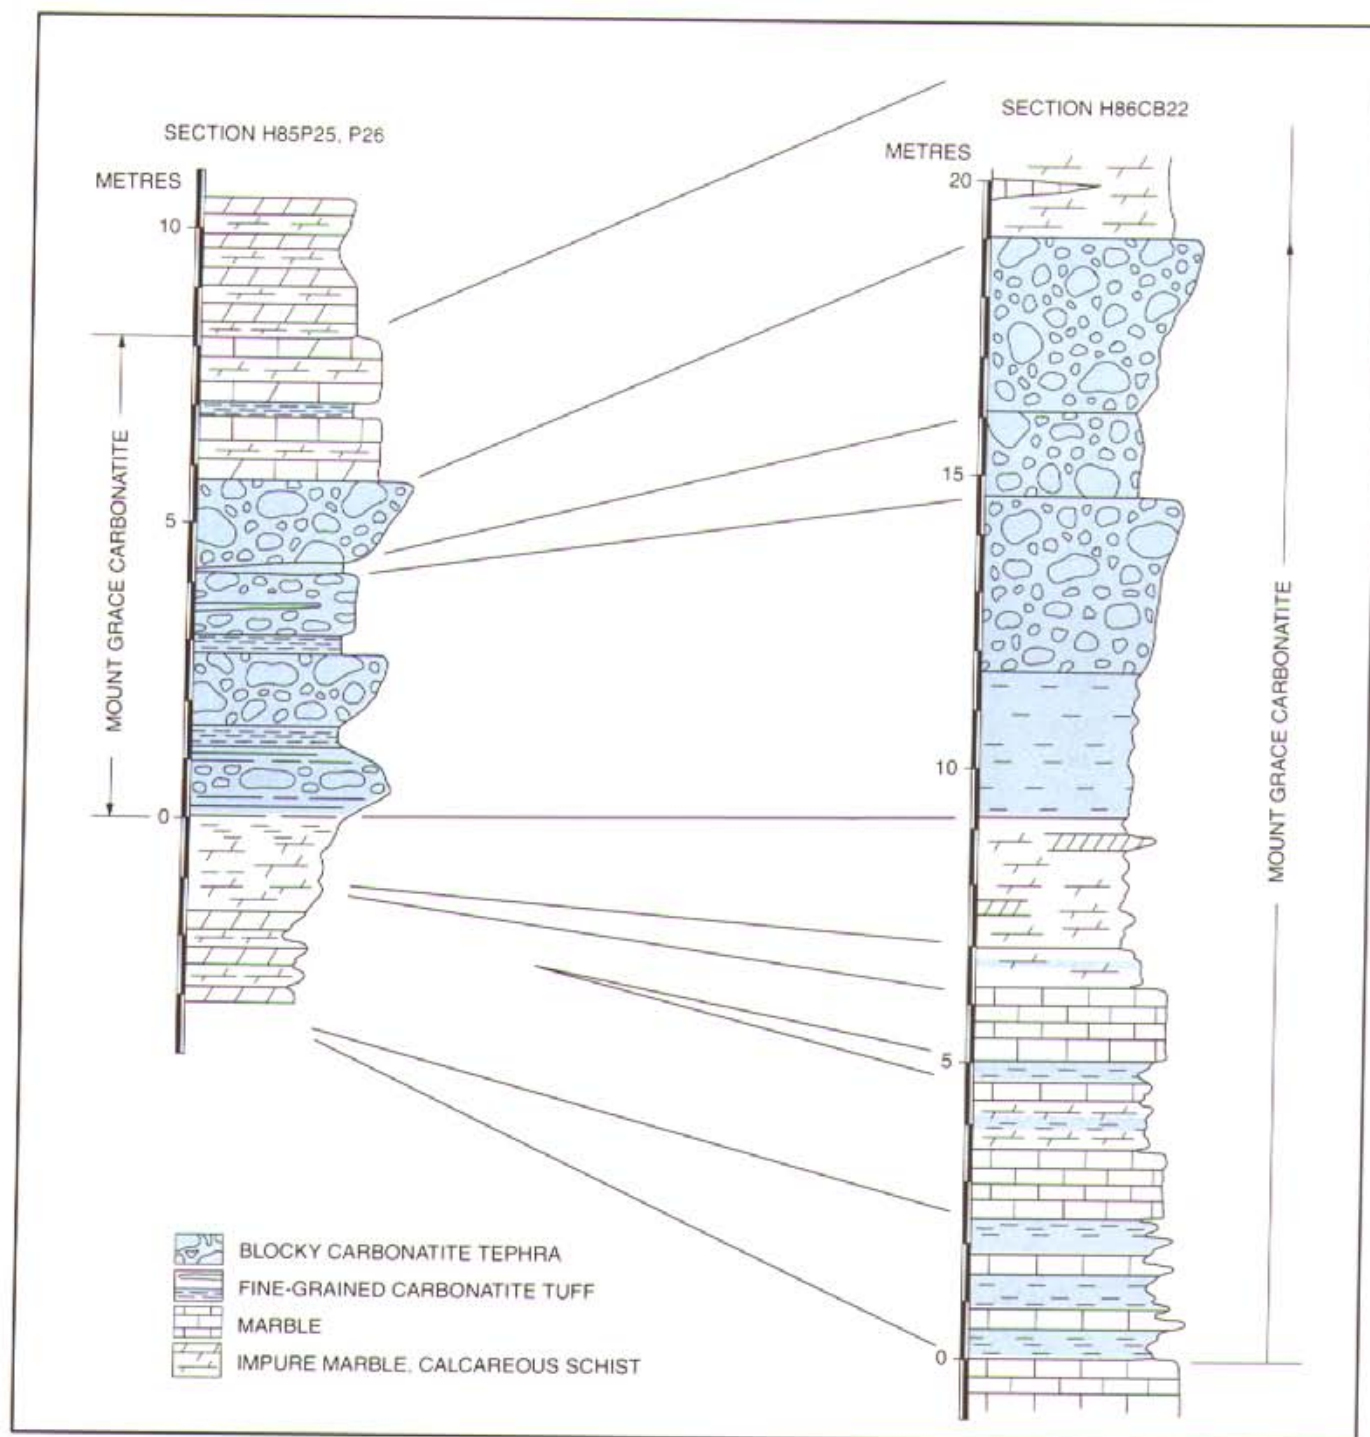 SECTION H85P25, P26
METRES
10
5
0
MOUNT GRACE CARBONATITE
SECTION H86CB22
METRES
20
15
10
5
0
MOUNT GRACE CARBONATITE
BLOCKY CARBONATITE TEPHRA
FINE-GRAINED CARBONATITE TUFF
MARBLE
IMPURE MARBLE, CALCAREOUS SCHIST